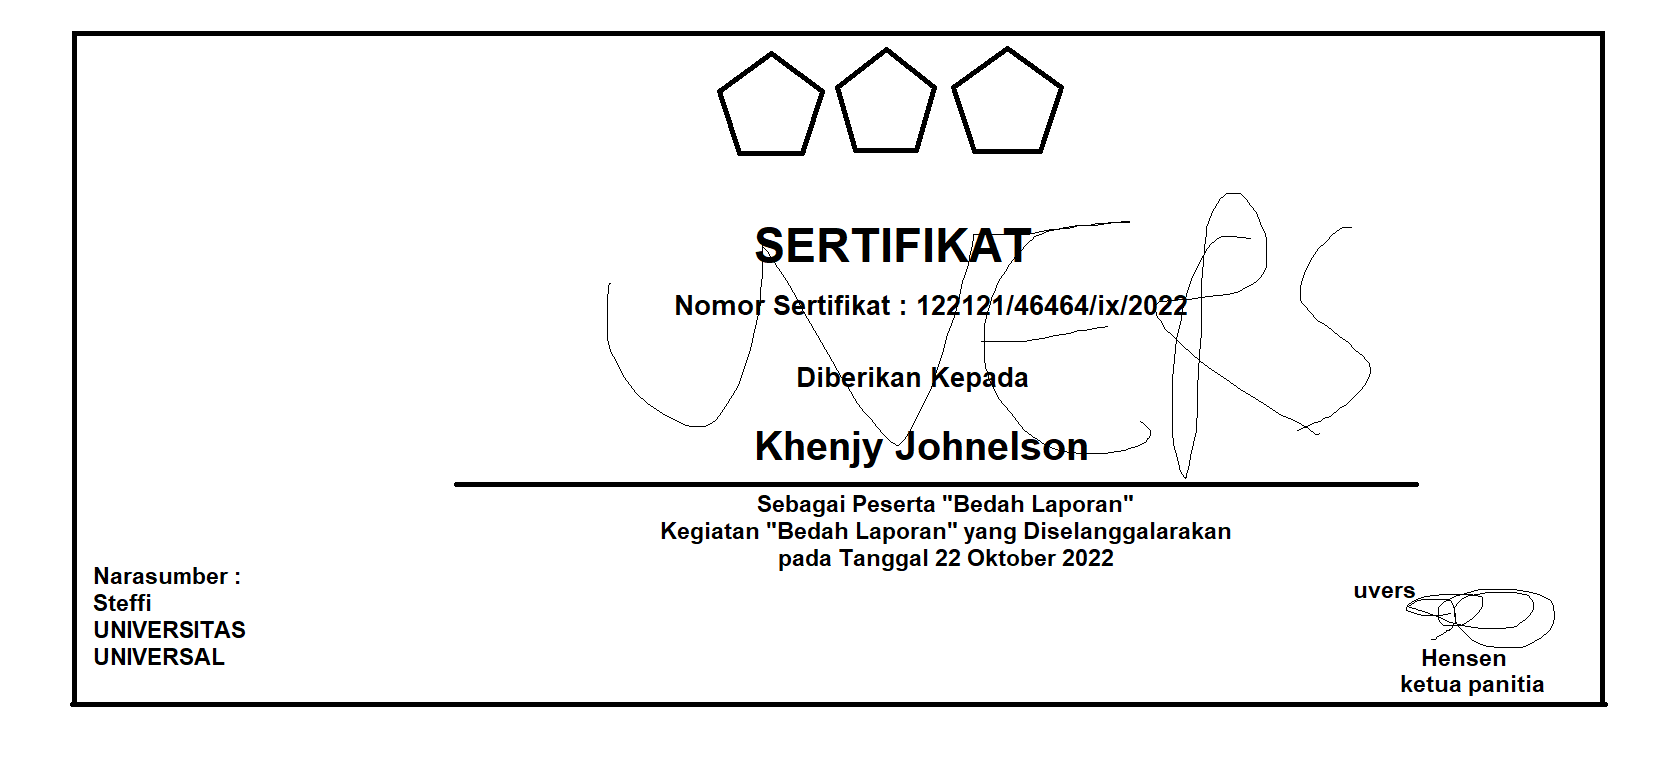 SERTIFIKAT
Nomor Sertifikat : 122121/46464/ix/2022
UVERS
Diberikan Kepada
Khenjy Johnelson
Sebagai Peserta "Bedah Laporan"
Kegiatan "Bedah Laporan" yang Diselanggalarakan
pada Tanggal 22 Oktober 2022
Narasumber :
Steffi
UNIVERSITAS
UNIVERSAL
uvers
Hensen
ketua panitia